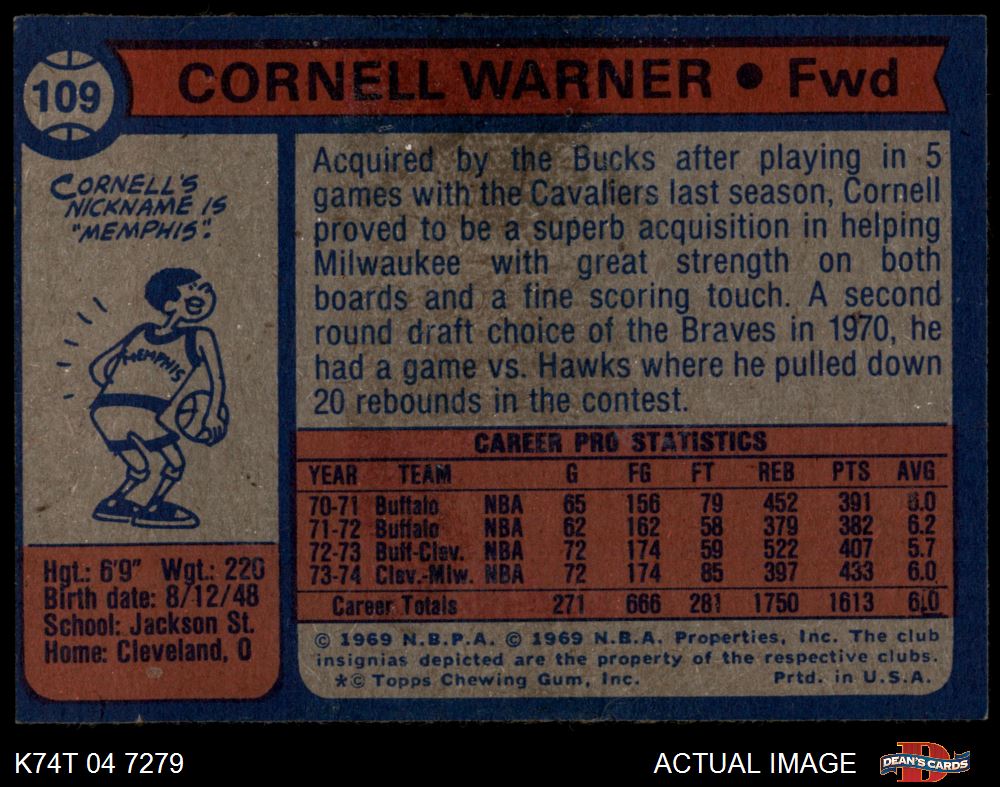 109
CORNELL WARNER • Fwd
CORNELL'S
NICKNAME IS
"MEMPHIS".
MEMPHIS
Acquired by the Bucks after playing in 5
games with the Cavaliers last season, Cornell
proved to be a superb acquisition in helping
Milwaukee with great strength on both
boards and a fine scoring touch. A second
round draft choice of the Braves in 1970, he
had a game vs. Hawks where he pulled down
20 rebounds in the contest.
CAREER PRO STATISTICS
YEAR TEAM G FG FT REB PTS AVG
70-71 Buffalo NBA 65 156 79 452 391 6.0
71-72 Buffalo NBA 62 162 58 379 382 6.2
72-73 Buff-Clev. NBA 72 174 59 522 407 5.7
73-74 Clev.-Miw. NBA 72 174 85 397 433 6.0
Career Totals 271 666 281 1750 1613 6.0
Hgt.: 6'9" Wgt.: 220
Birth date: 8/12/48
School: Jackson St.
Home: Cleveland, O
© 1969 N.B.P.A. © 1969 N.B.A. Properties, Inc. The club
insignias depicted are the property of the respective clubs.
*© Topps Chewing Gum, Inc. Prtd. in U.S.A.
K74T 04 7279
ACTUAL IMAGE
DEAN'S CARDS